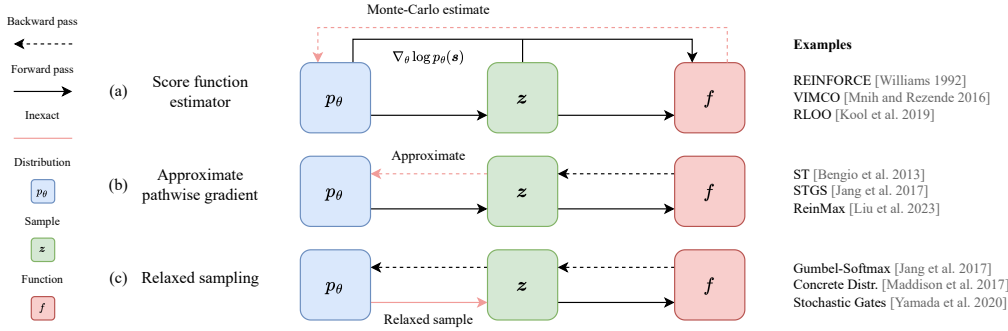 Backward pass
Forward pass
Inexact
Distribution
pθ
Sample
z
Function
f
Monte-Carlo estimate
∇θ log pθ(s)
(a) Score function
estimator
pθ
z
f
Examples
REINFORCE [Williams 1992]
VIMCO [Mnih and Rezende 2016]
RLOO [Kool et al. 2019]
(b) Approximate
pathwise gradient
Approximate
pθ
z
f
ST [Bengio et al. 2013]
STGS [Jang et al. 2017]
ReinMax [Liu et al. 2023]
(c) Relaxed sampling
pθ
z
f
Relaxed sample
Gumbel-Softmax [Jang et al. 2017]
Concrete Distr. [Maddison et al. 2017]
Stochastic Gates [Yamada et al. 2020]